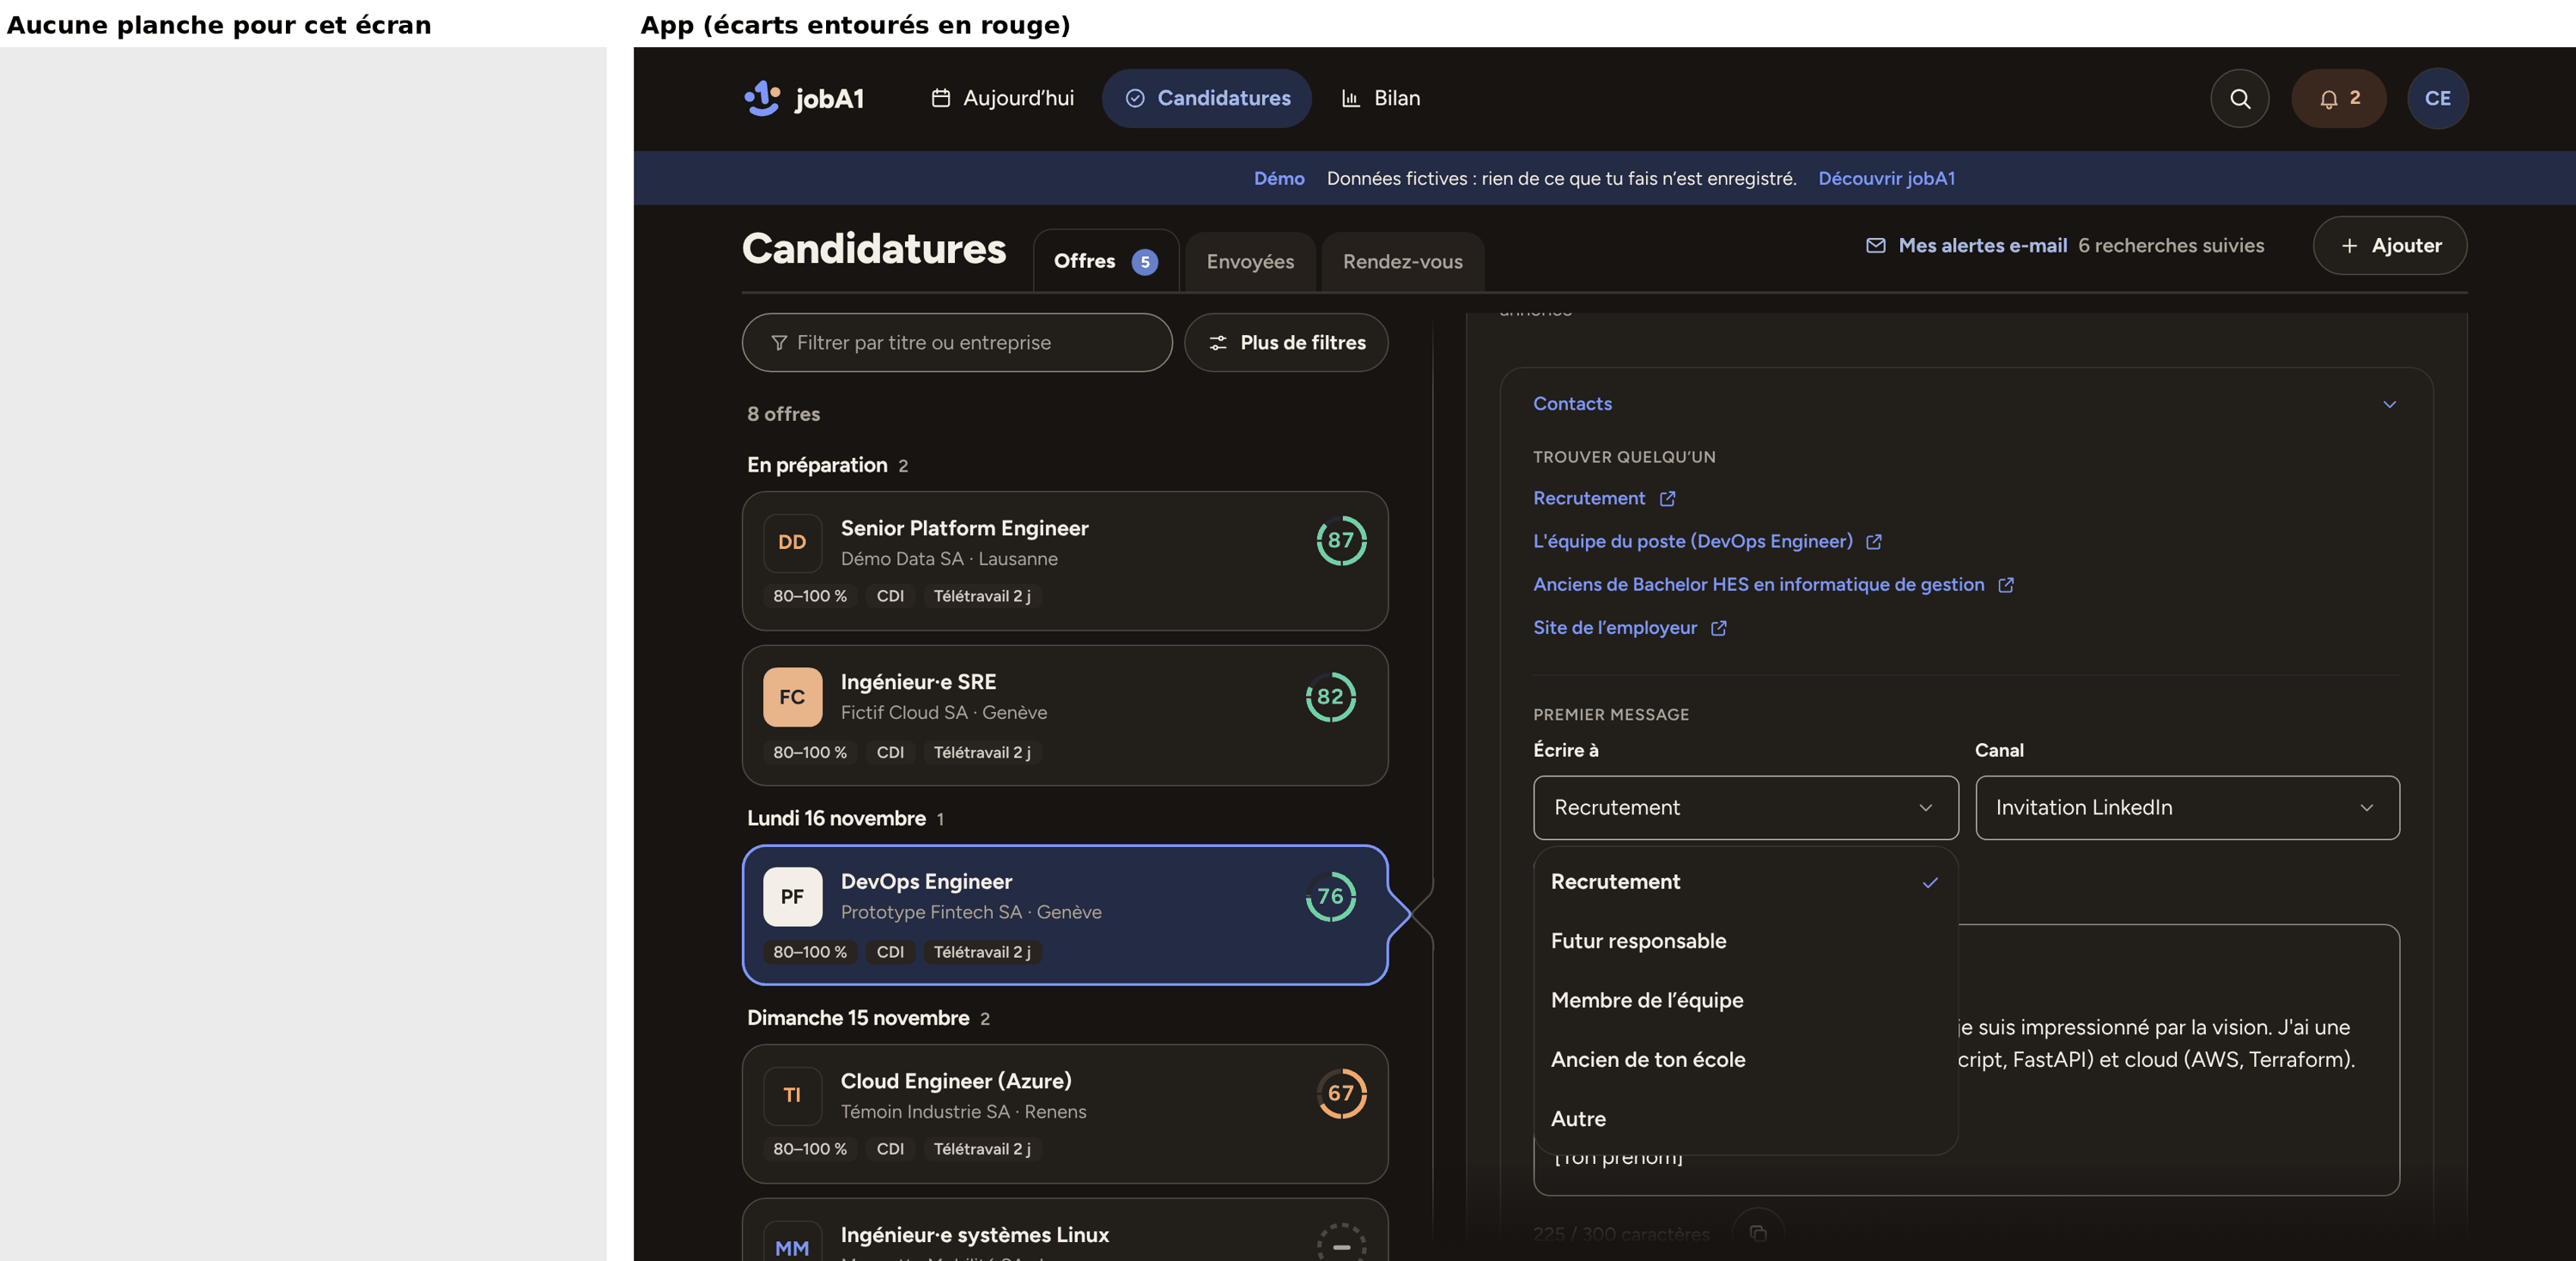 Aucune planche pour cet écran
App (écarts entourés en rouge)
jobA1
Aujourd’hui
Candidatures
Bilan
2
CE
Démo Données fictives : rien de ce que tu fais n’est enregistré. Découvrir jobA1
Candidatures
Offres 5
Envoyées
Rendez-vous
Mes alertes e-mail 6 recherches suivies
Ajouter
Filtrer par titre ou entreprise
Plus de filtres
8 offres
En préparation 2
DD
Senior Platform Engineer
Démo Data SA · Lausanne
87
80–100 % CDI Télétravail 2 j
FC
Ingénieur·e SRE
Fictif Cloud SA · Genève
82
80–100 % CDI Télétravail 2 j
Lundi 16 novembre 1
PF
DevOps Engineer
Prototype Fintech SA · Genève
76
80–100 % CDI Télétravail 2 j
Dimanche 15 novembre 2
TI
Cloud Engineer (Azure)
Témoin Industrie SA · Renens
67
80–100 % CDI Télétravail 2 j
MM
Ingénieur·e systèmes Linux
Contacts
TROUVER QUELQU’UN
Recrutement
L'équipe du poste (DevOps Engineer)
Anciens de Bachelor HES en informatique de gestion
Site de l’employeur
PREMIER MESSAGE
Écrire à
Canal
Recrutement
Invitation LinkedIn
Recrutement
Futur responsable
Membre de l’équipe
Ancien de ton école
Autre
je suis impressionné par la vision. J'ai une
cript, FastAPI) et cloud (AWS, Terraform).
[Ton prénom]
225 / 300 caractères